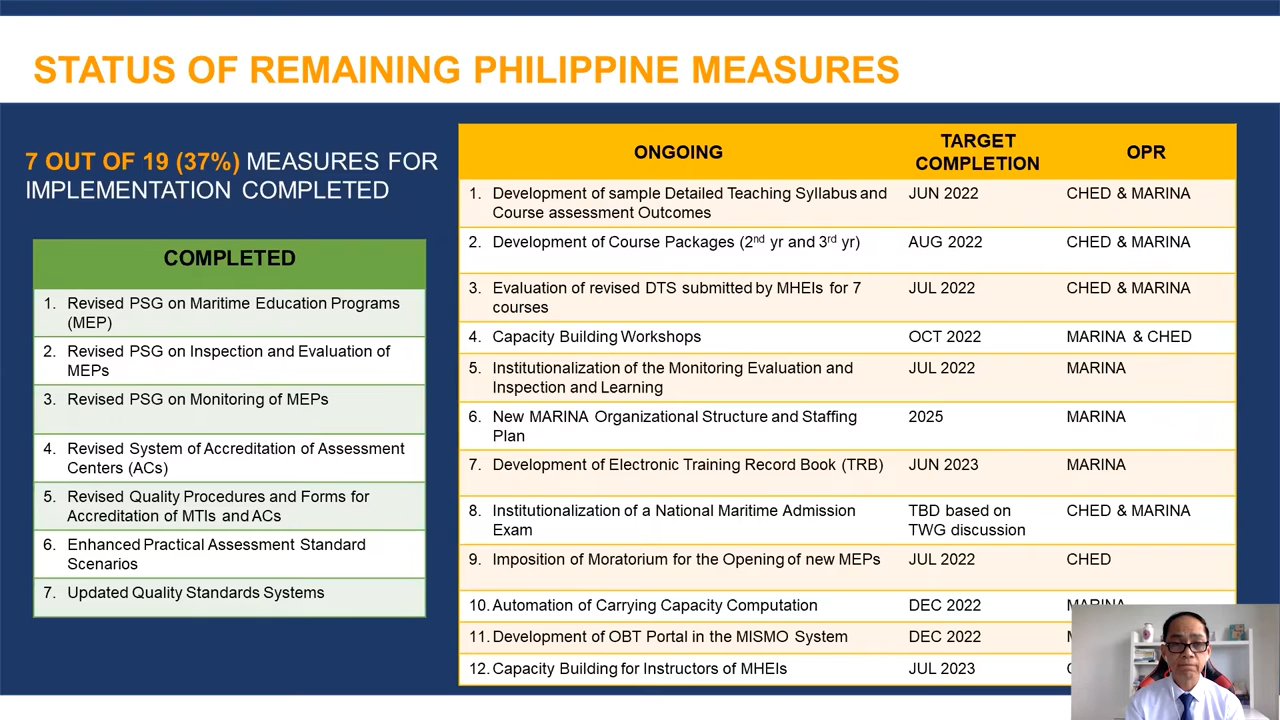 STATUS OF REMAINING PHILIPPINE MEASURES
7 OUT OF 19 (37%) MEASURES FOR
IMPLEMENTATION COMPLETED
COMPLETED
1. Revised PSG on Maritime Education Programs
(MEP)
2. Revised PSG on Inspection and Evaluation of
MEPs
3. Revised PSG on Monitoring of MEPs
4. Revised System of Accreditation of Assessment
Centers (ACs)
5. Revised Quality Procedures and Forms for
Accreditation of MTIs and ACs
6. Enhanced Practical Assessment Standard
Scenarios
7. Updated Quality Standards Systems
ONGOING TARGET COMPLETION OPR
1. Development of sample Detailed Teaching Syllabus and JUN 2022 CHED & MARINA
Course assessment Outcomes
2. Development of Course Packages (2nd yr and 3rd yr) AUG 2022 CHED & MARINA
3. Evaluation of revised DTS submitted by MHEIs for 7 JUL 2022 CHED & MARINA
courses
4. Capacity Building Workshops OCT 2022 MARINA & CHED
5. Institutionalization of the Monitoring Evaluation and JUL 2022 MARINA
Inspection and Learning
6. New MARINA Organizational Structure and Staffing 2025 MARINA
Plan
7. Development of Electronic Training Record Book (TRB) JUN 2023 MARINA
8. Institutionalization of a National Maritime Admission TBD based on CHED & MARINA
Exam TWG discussion
9. Imposition of Moratorium for the Opening of new MEPs JUL 2022 CHED
10. Automation of Carrying Capacity Computation DEC 2022 MARINA
11. Development of OBT Portal in the MISMO System DEC 2022
12. Capacity Building for Instructors of MHEIs JUL 2023